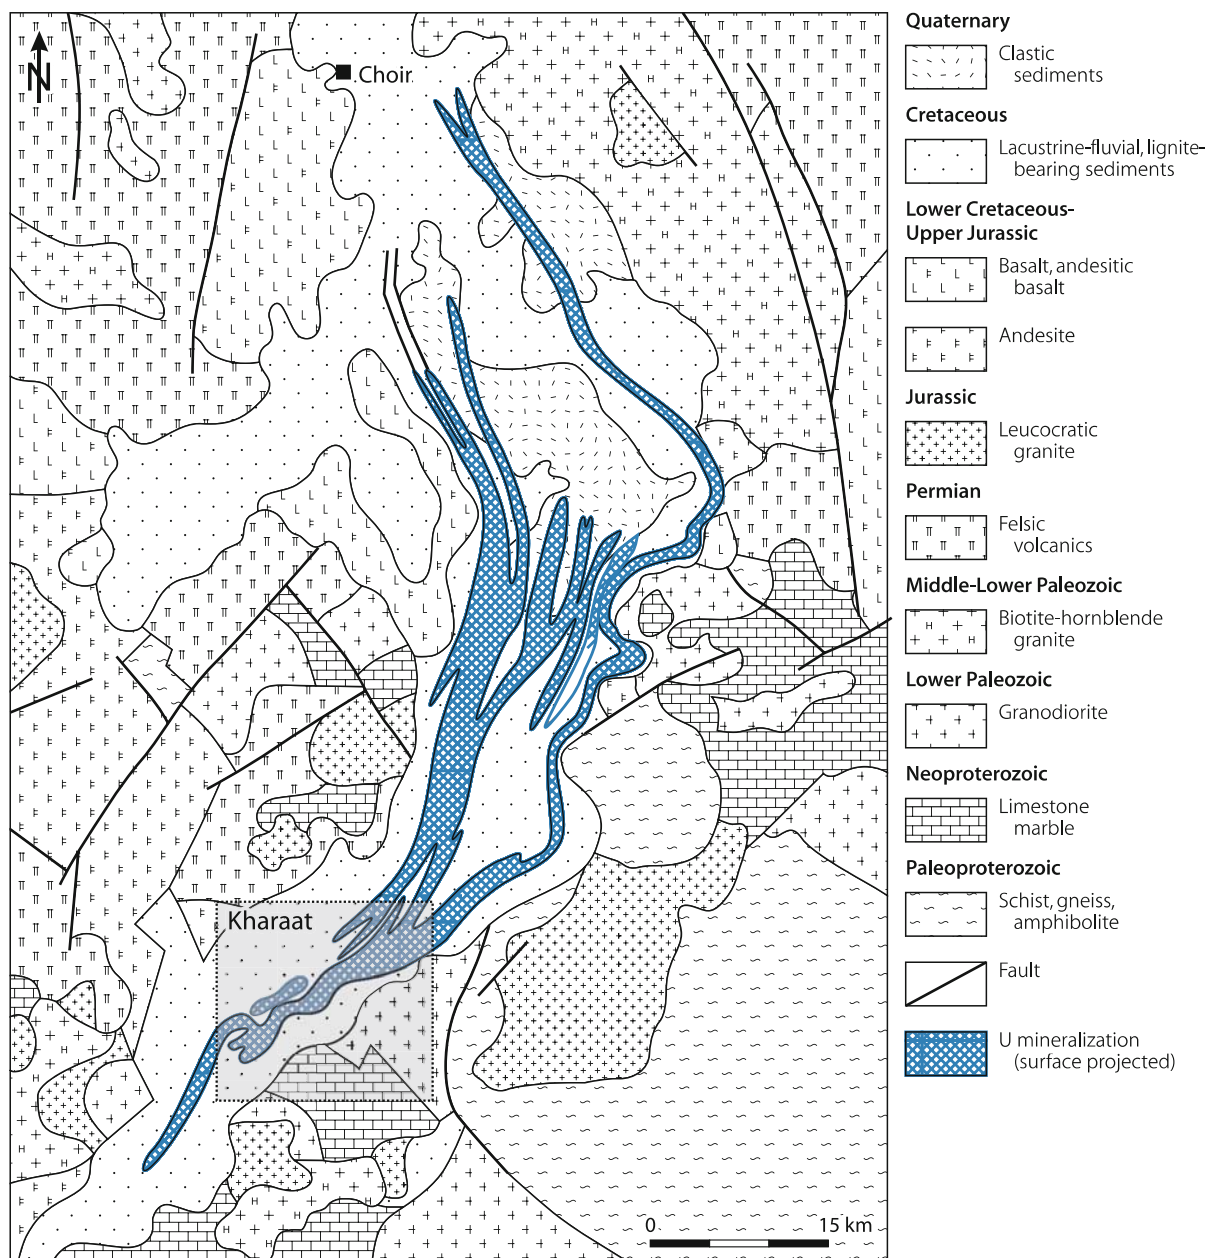 N
Choir
Kharaat
0 15 km
Quaternary
Clastic
sediments
Cretaceous
Lacustrine-fluvial, lignite-
bearing sediments
Lower Cretaceous-
Upper Jurassic
Basalt, andesitic
basalt
Andesite
Jurassic
Leucocratic
granite
Permian
Felsic
volcanics
Middle-Lower Paleozoic
Biotite-hornblende
granite
Lower Paleozoic
Granodiorite
Neoproterozoic
Limestone
marble
Paleoproterozoic
Schist, gneiss,
amphibolite
Fault
U mineralization
(surface projected)